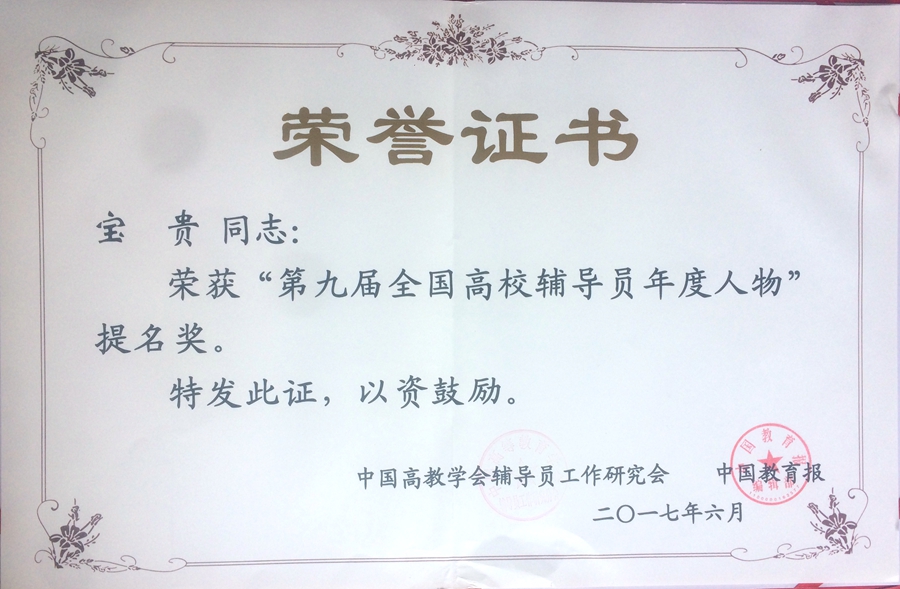 荣誉证书
宝 贵 同志：
荣获“第九届全国高校辅导员年度人物”
提名奖。
特发此证，以资鼓励。
中国高教学会辅导员工作研究会 中国教育报
二〇一七年六月